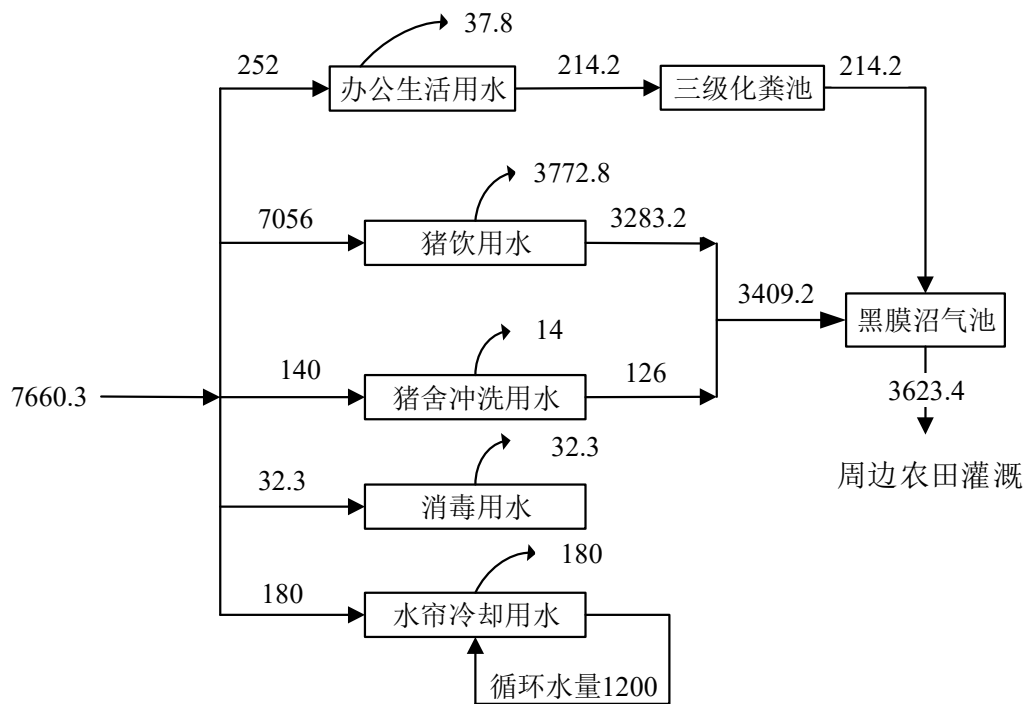 37.8
252
办公生活用水
214.2
三级化粪池
214.2
3772.8
7056
猪饮用水
3283.2
3409.2
黑膜沼气池
14
7660.3
140
猪舍冲洗用水
126
3623.4
周边农田灌溉
32.3
32.3
消毒用水
180
180
水帘冷却用水
循环水量1200